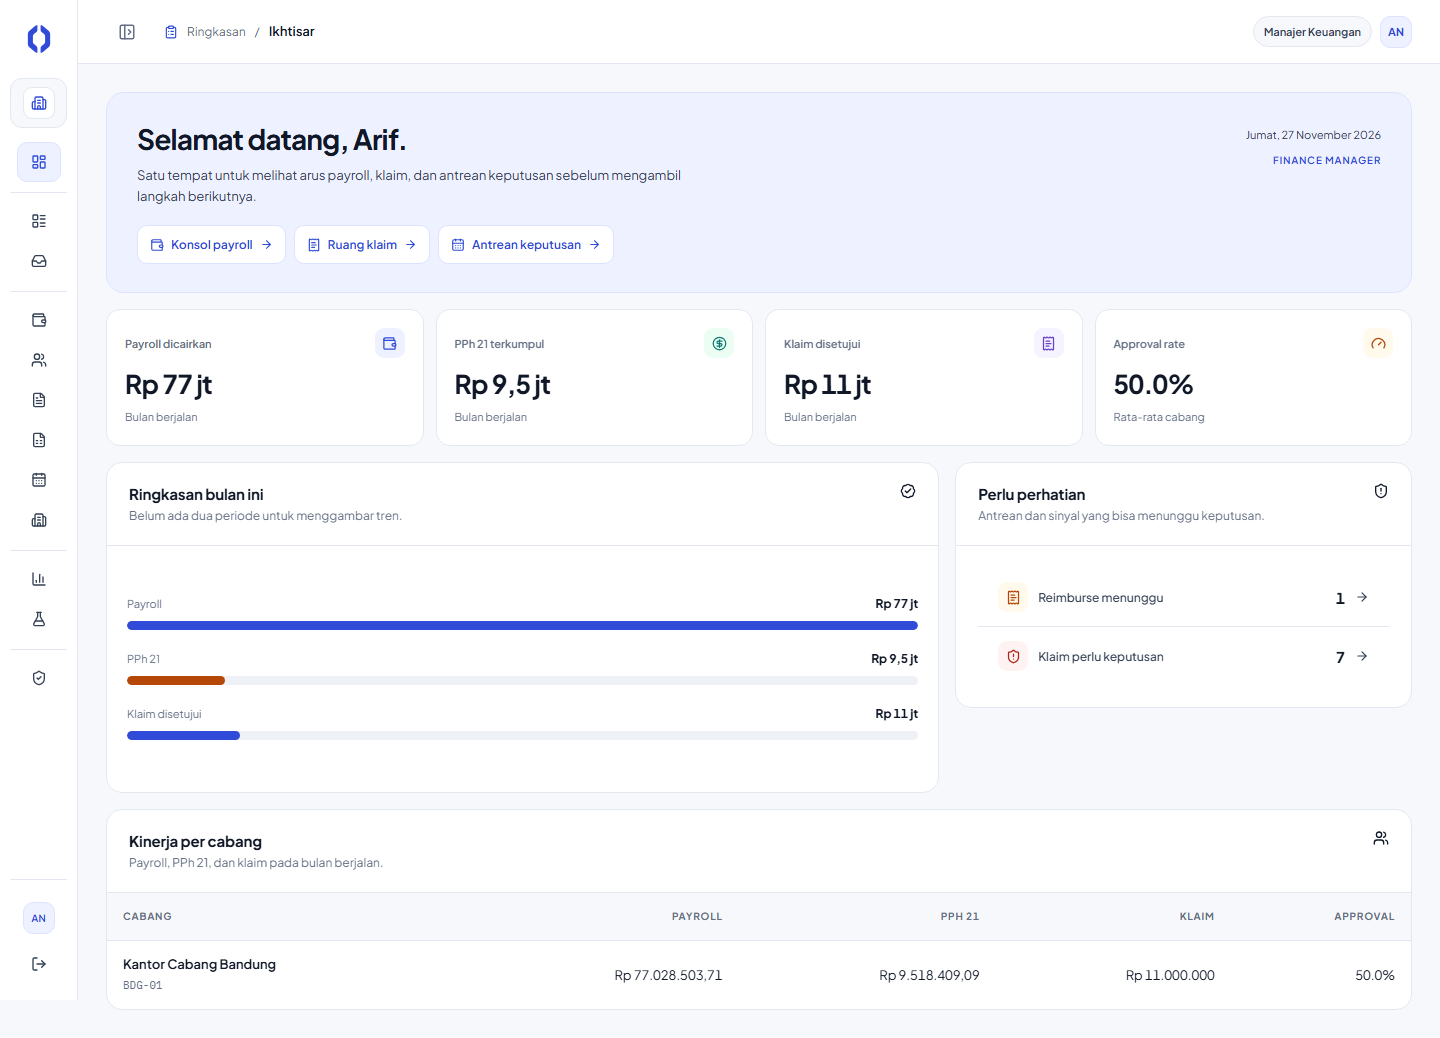 Ringkasan / Ikhtisar
Manajer Keuangan
AN
Selamat datang, Arif.
Satu tempat untuk melihat arus payroll, klaim, dan antrean keputusan sebelum mengambil
langkah berikutnya.
Jumat, 27 November 2026
FINANCE MANAGER
Konsol payroll
Ruang klaim
Antrean keputusan
Payroll dicairkan
Rp 77 jt
Bulan berjalan
PPh 21 terkumpul
Rp 9,5 jt
Bulan berjalan
Klaim disetujui
Rp 11 jt
Bulan berjalan
Approval rate
50.0%
Rata-rata cabang
Ringkasan bulan ini
Belum ada dua periode untuk menggambar tren.
Payroll Rp 77 jt
PPh 21 Rp 9,5 jt
Klaim disetujui Rp 11 jt
Perlu perhatian
Antrean dan sinyal yang bisa menunggu keputusan.
Reimburse menunggu 1
Klaim perlu keputusan 7
Kinerja per cabang
Payroll, PPh 21, dan klaim pada bulan berjalan.
CABANG PAYROLL PPH 21 KLAIM APPROVAL
Kantor Cabang Bandung
BDG-01
Rp 77.028.503,71 Rp 9.518.409,09 Rp 11.000.000 50.0%
AN